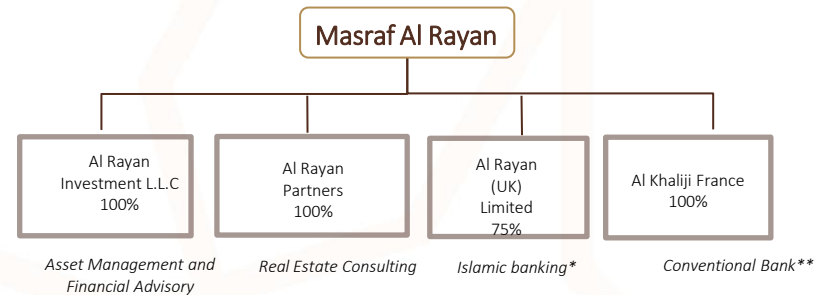 Masraf Al Rayan
Al Rayan
Investment L.L.C
100%
Al Rayan
Partners
100%
Al Rayan
(UK)
Limited
75%
Al Khaliji France
100%
Asset Management and
Financial Advisory
Real Estate Consulting
Islamic banking*
Conventional Bank**